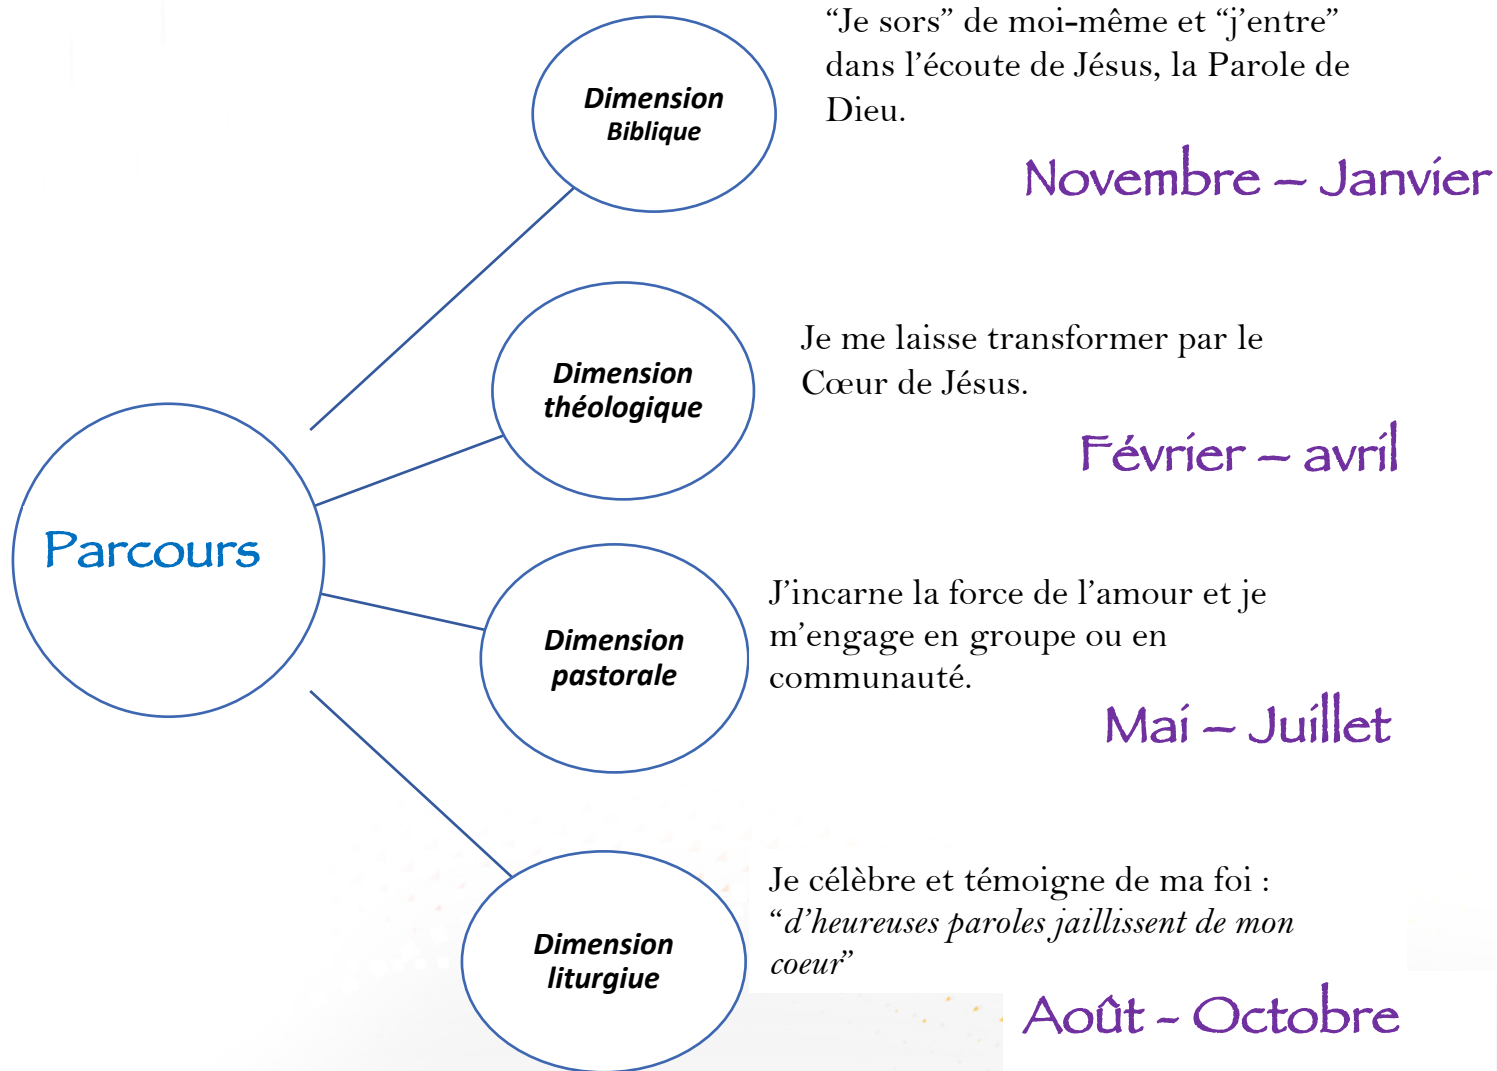 “Je sors” de moi-même et “j’entre”
dans l’écoute de Jésus, la Parole de
Dieu.
Dimension
Biblique
Novembre – Janvier
Je me laisse transformer par le
Cœur de Jésus.
Dimension
théologique
Février – avril
Parcours
J’incarne la force de l’amour et je
m’engage en groupe ou en
communauté.
Dimension
pastorale
Mai – Juillet
Je célèbre et témoigne de ma foi :
“d’heureuses paroles jaillissent de mon
coeur”
Dimension
liturgiue
Août - Octobre